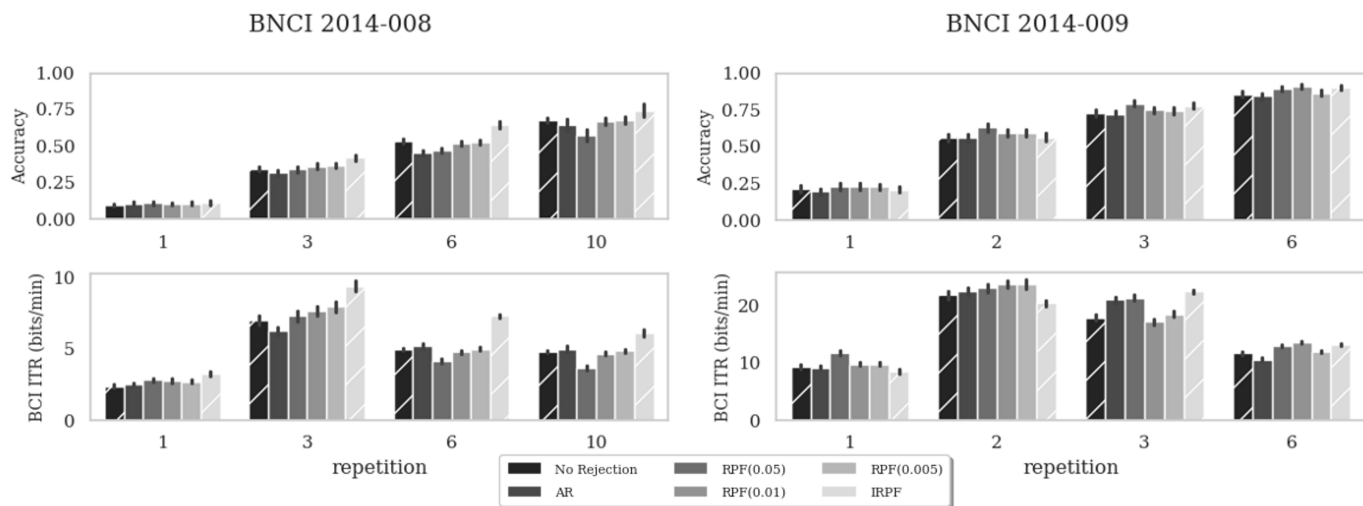 BNCI 2014-008
BNCI 2014-009
Accuracy
1.00
0.75
0.50
0.25
0.00
1
3
6
10
Accuracy
1.00
0.75
0.50
0.25
0.00
1
2
3
6
BCI ITR (bits/min)
10
5
0
1
3
6
10
repetition
BCI ITR (bits/min)
20
10
0
1
2
3
6
repetition
No Rejection
RPF(0.05)
RPF(0.005)
AR
RPF(0.01)
IRPF